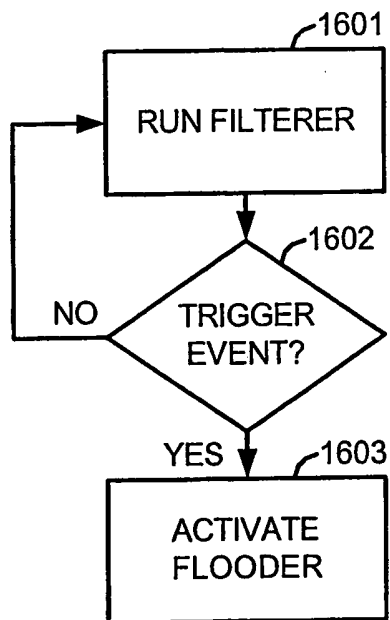 1601
RUN FILTERER
1602
NO
TRIGGER
EVENT?
YES
1603
ACTIVATE
FLOODER